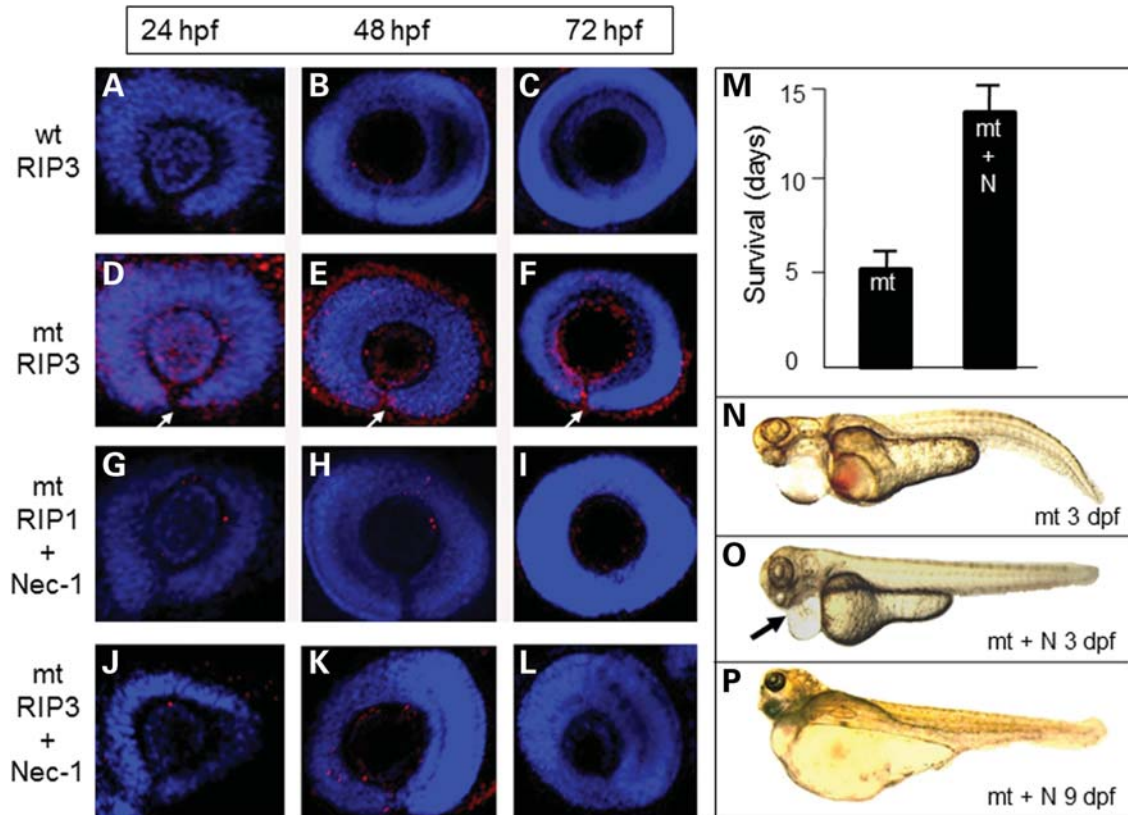 24 hpf 48 hpf 72 hpf
wt
RIP3
A B C
mt
RIP3
D E F
mt
RIP1
+
Nec-1
G H I
mt
RIP3
+
Nec-1
J K L
M
Survival (days)
15
10
5
0
mt
mt
+
N
N
mt 3 dpf
O
mt + N 3 dpf
P
mt + N 9 dpf